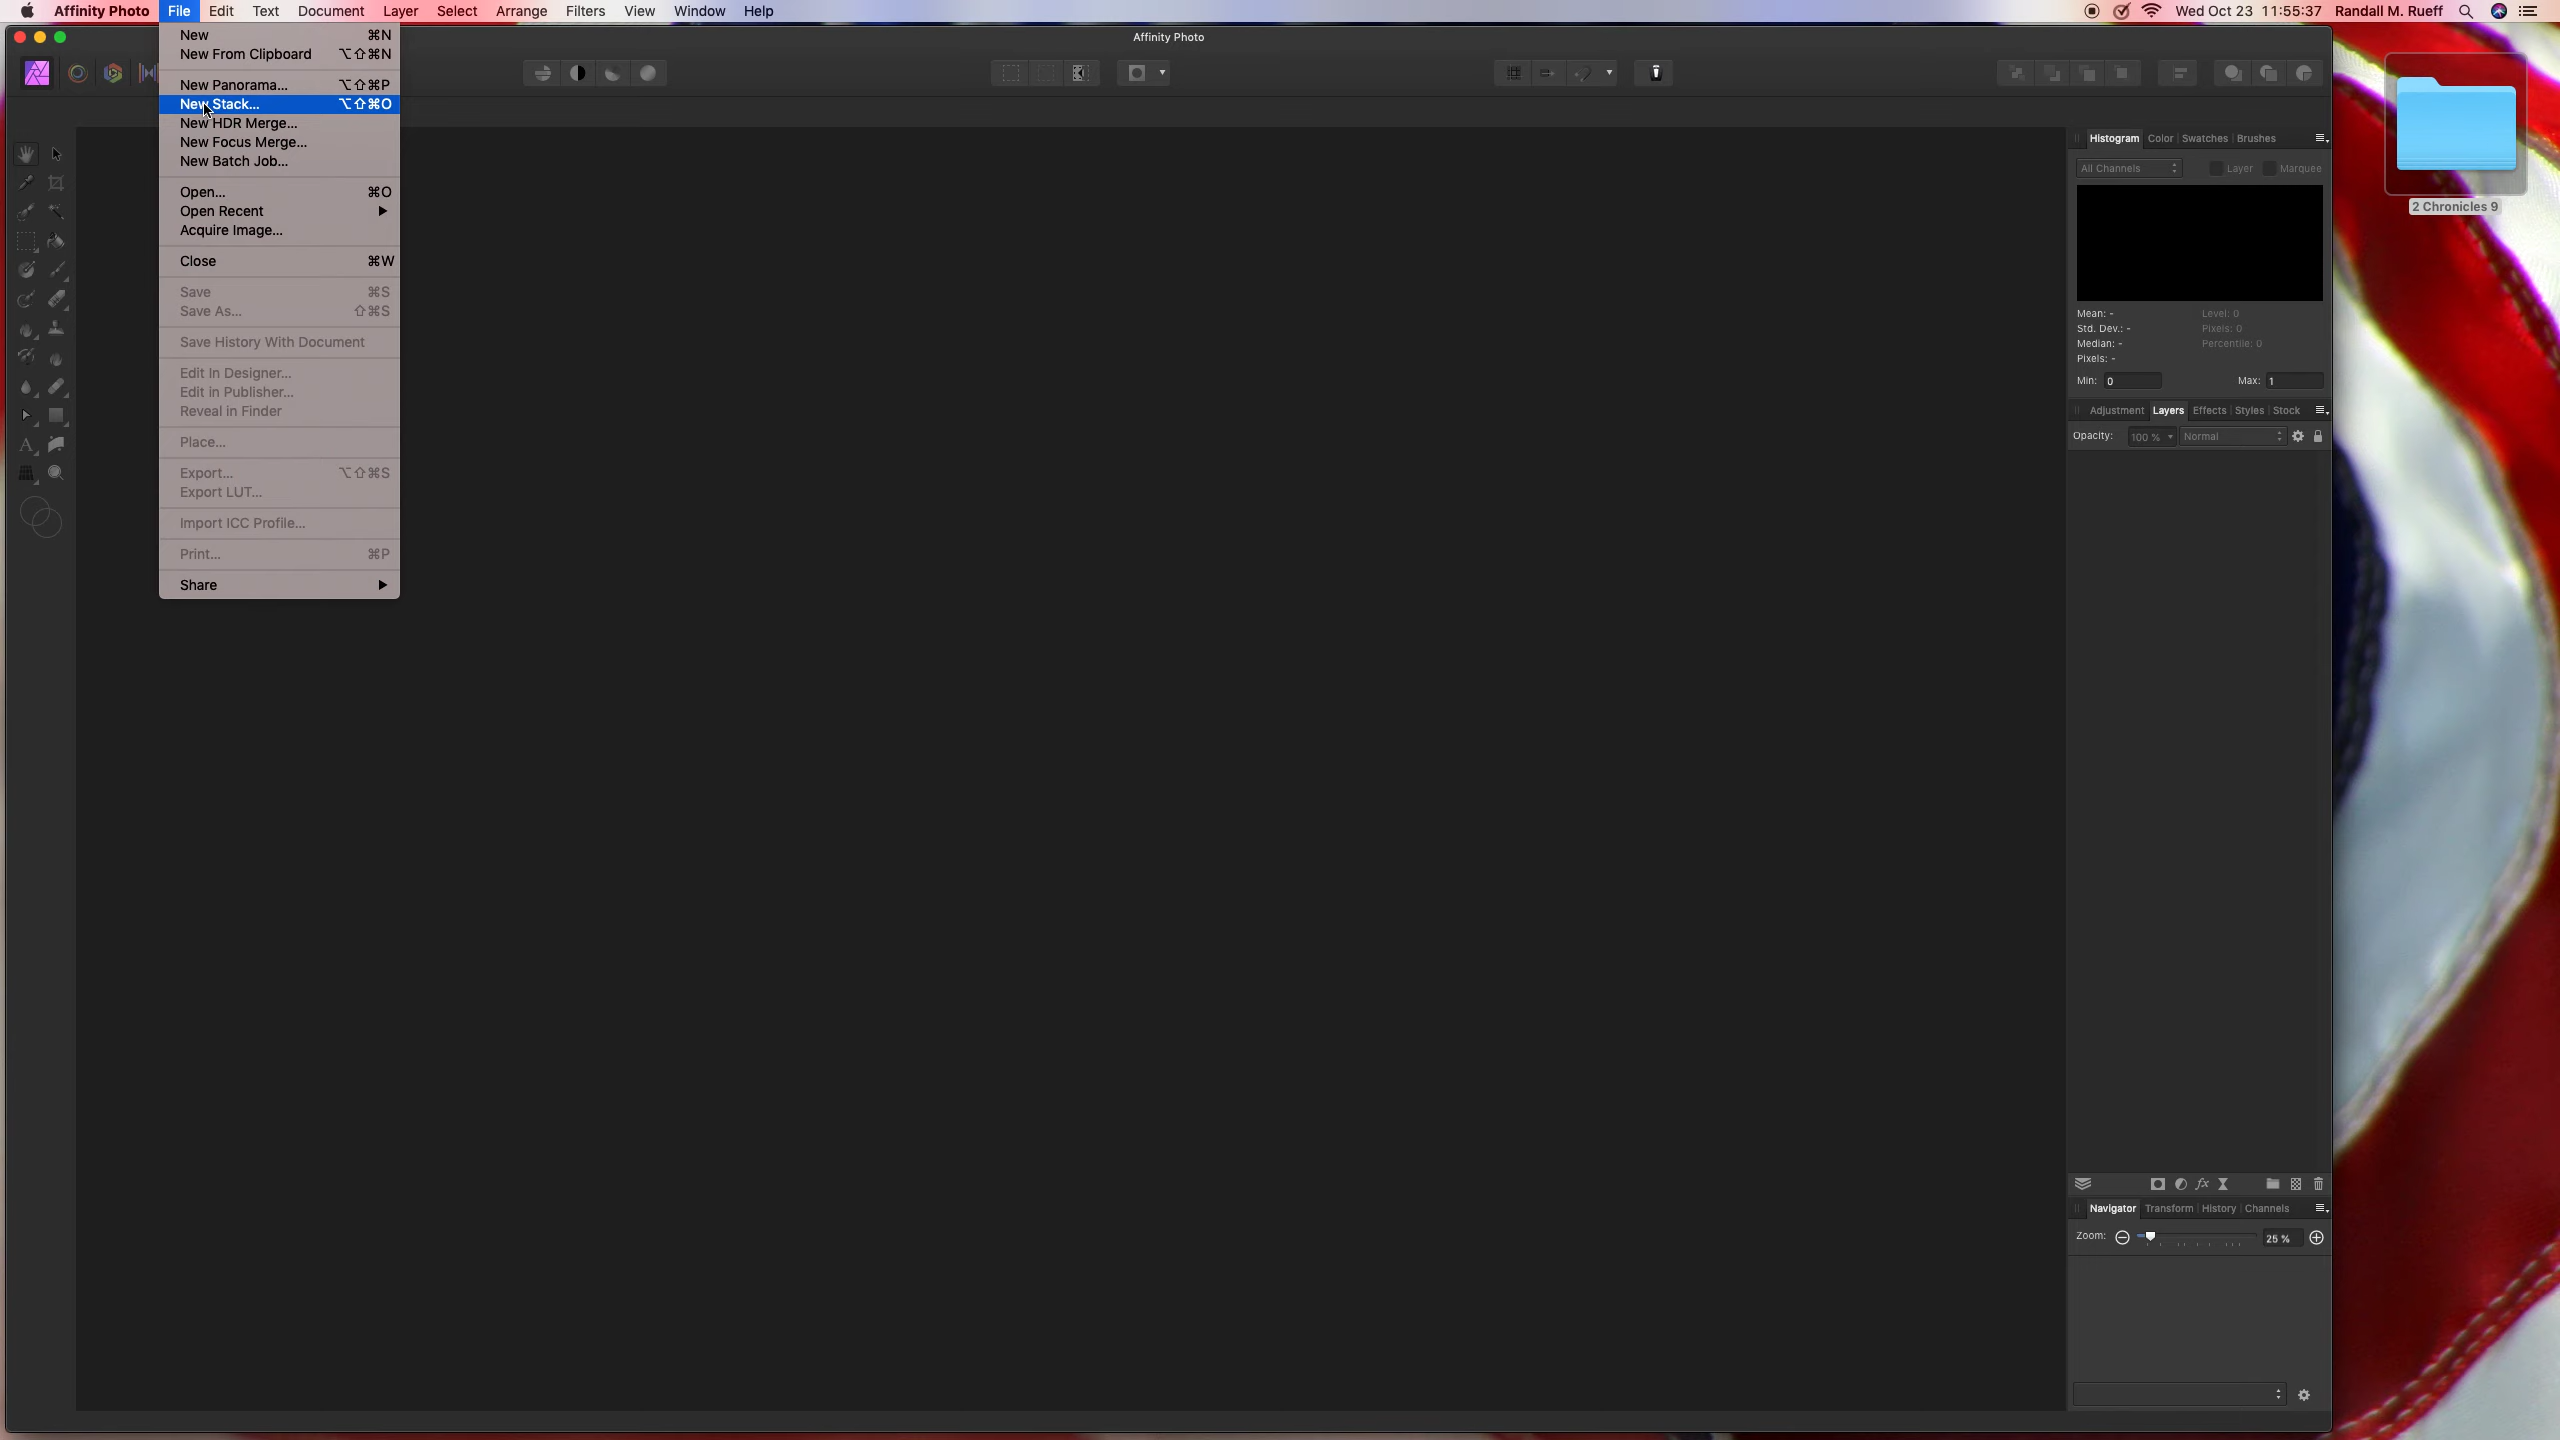 Affinity Photo File Edit Text Document Layer Select Arrange Filters View Window Help Wed Oct 23 11:55:37 Randall M. Rueff
Affinity Photo
New ⌘N
New From Clipboard ⌥⇧⌘N
New Panorama... ⌥⇧⌘P
New Stack... ⌥⇧⌘O
New HDR Merge...
New Focus Merge...
New Batch Job...
Open... ⌘O
Open Recent
Acquire Image...
Close ⌘W
Save ⌘S
Save As... ⇧⌘S
Save History With Document
Edit In Designer...
Edit in Publisher...
Reveal in Finder
Place...
Export... ⌥⇧⌘S
Export LUT...
Import ICC Profile...
Print... ⌘P
Share
Histogram Color Swatches Brushes
All Channels Layer Marquee
Mean: - Level: 0
Std. Dev.: - Pixels: 0
Median: - Percentile: 0
Pixels: -
Min: 0 Max: 1
Adjustment Layers Effects Styles Stock
Opacity: 100 % Normal
fx
Navigator Transform History Channels
Zoom: 25 %
2 Chronicles 9